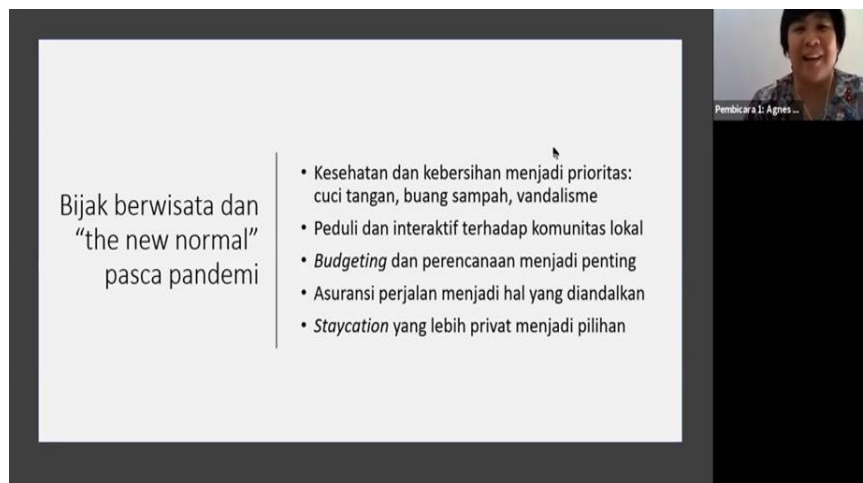 Bijak berwisata dan
"the new normal"
pasca pandemi
• Kesehatan dan kebersihan menjadi prioritas:
cuci tangan, buang sampah, vandalisme
• Peduli dan interaktif terhadap komunitas lokal
• Budgeting dan perencanaan menjadi penting
• Asuransi perjalan menjadi hal yang diandalkan
• Staycation yang lebih privat menjadi pilihan
Pembicara 1: Agnes ...